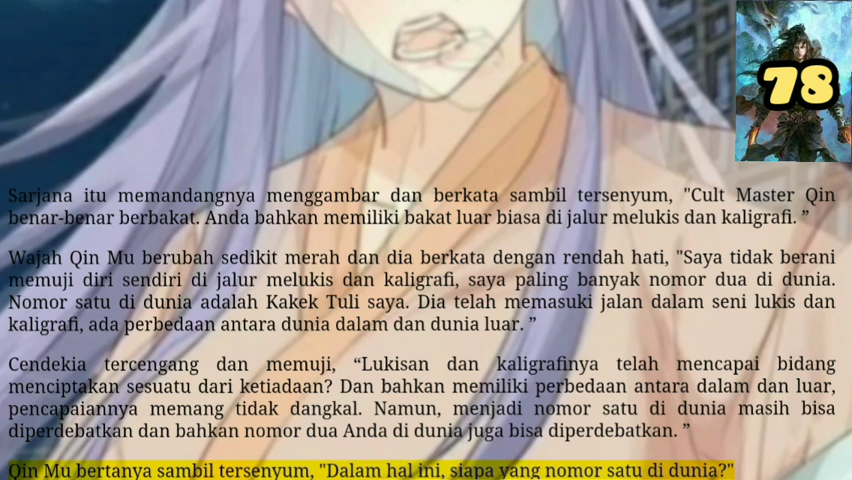 78
Sarjana itu memandangnya menggambar dan berkata sambil tersenyum, "Cult Master Qin
benar-benar berbakat. Anda bahkan memiliki bakat luar biasa di jalur melukis dan kaligrafi. ”
Wajah Qin Mu berubah sedikit merah dan dia berkata dengan rendah hati, "Saya tidak berani
memuji diri sendiri di jalur melukis dan kaligrafi, saya paling banyak nomor dua di dunia.
Nomor satu di dunia adalah Kakek Tuli saya. Dia telah memasuki jalan dalam seni lukis dan
kaligrafi, ada perbedaan antara dunia dalam dan dunia luar. ”
Cendekia tercengang dan memuji, “Lukisan dan kaligrafinya telah mencapai bidang
menciptakan sesuatu dari ketiadaan? Dan bahkan memiliki perbedaan antara dalam dan luar,
pencapaiannya memang tidak dangkal. Namun, menjadi nomor satu di dunia masih bisa
diperdebatkan dan bahkan nomor dua Anda di dunia juga bisa diperdebatkan. ”
Qin Mu bertanya sambil tersenyum, "Dalam hal ini, siapa yang nomor satu di dunia?"